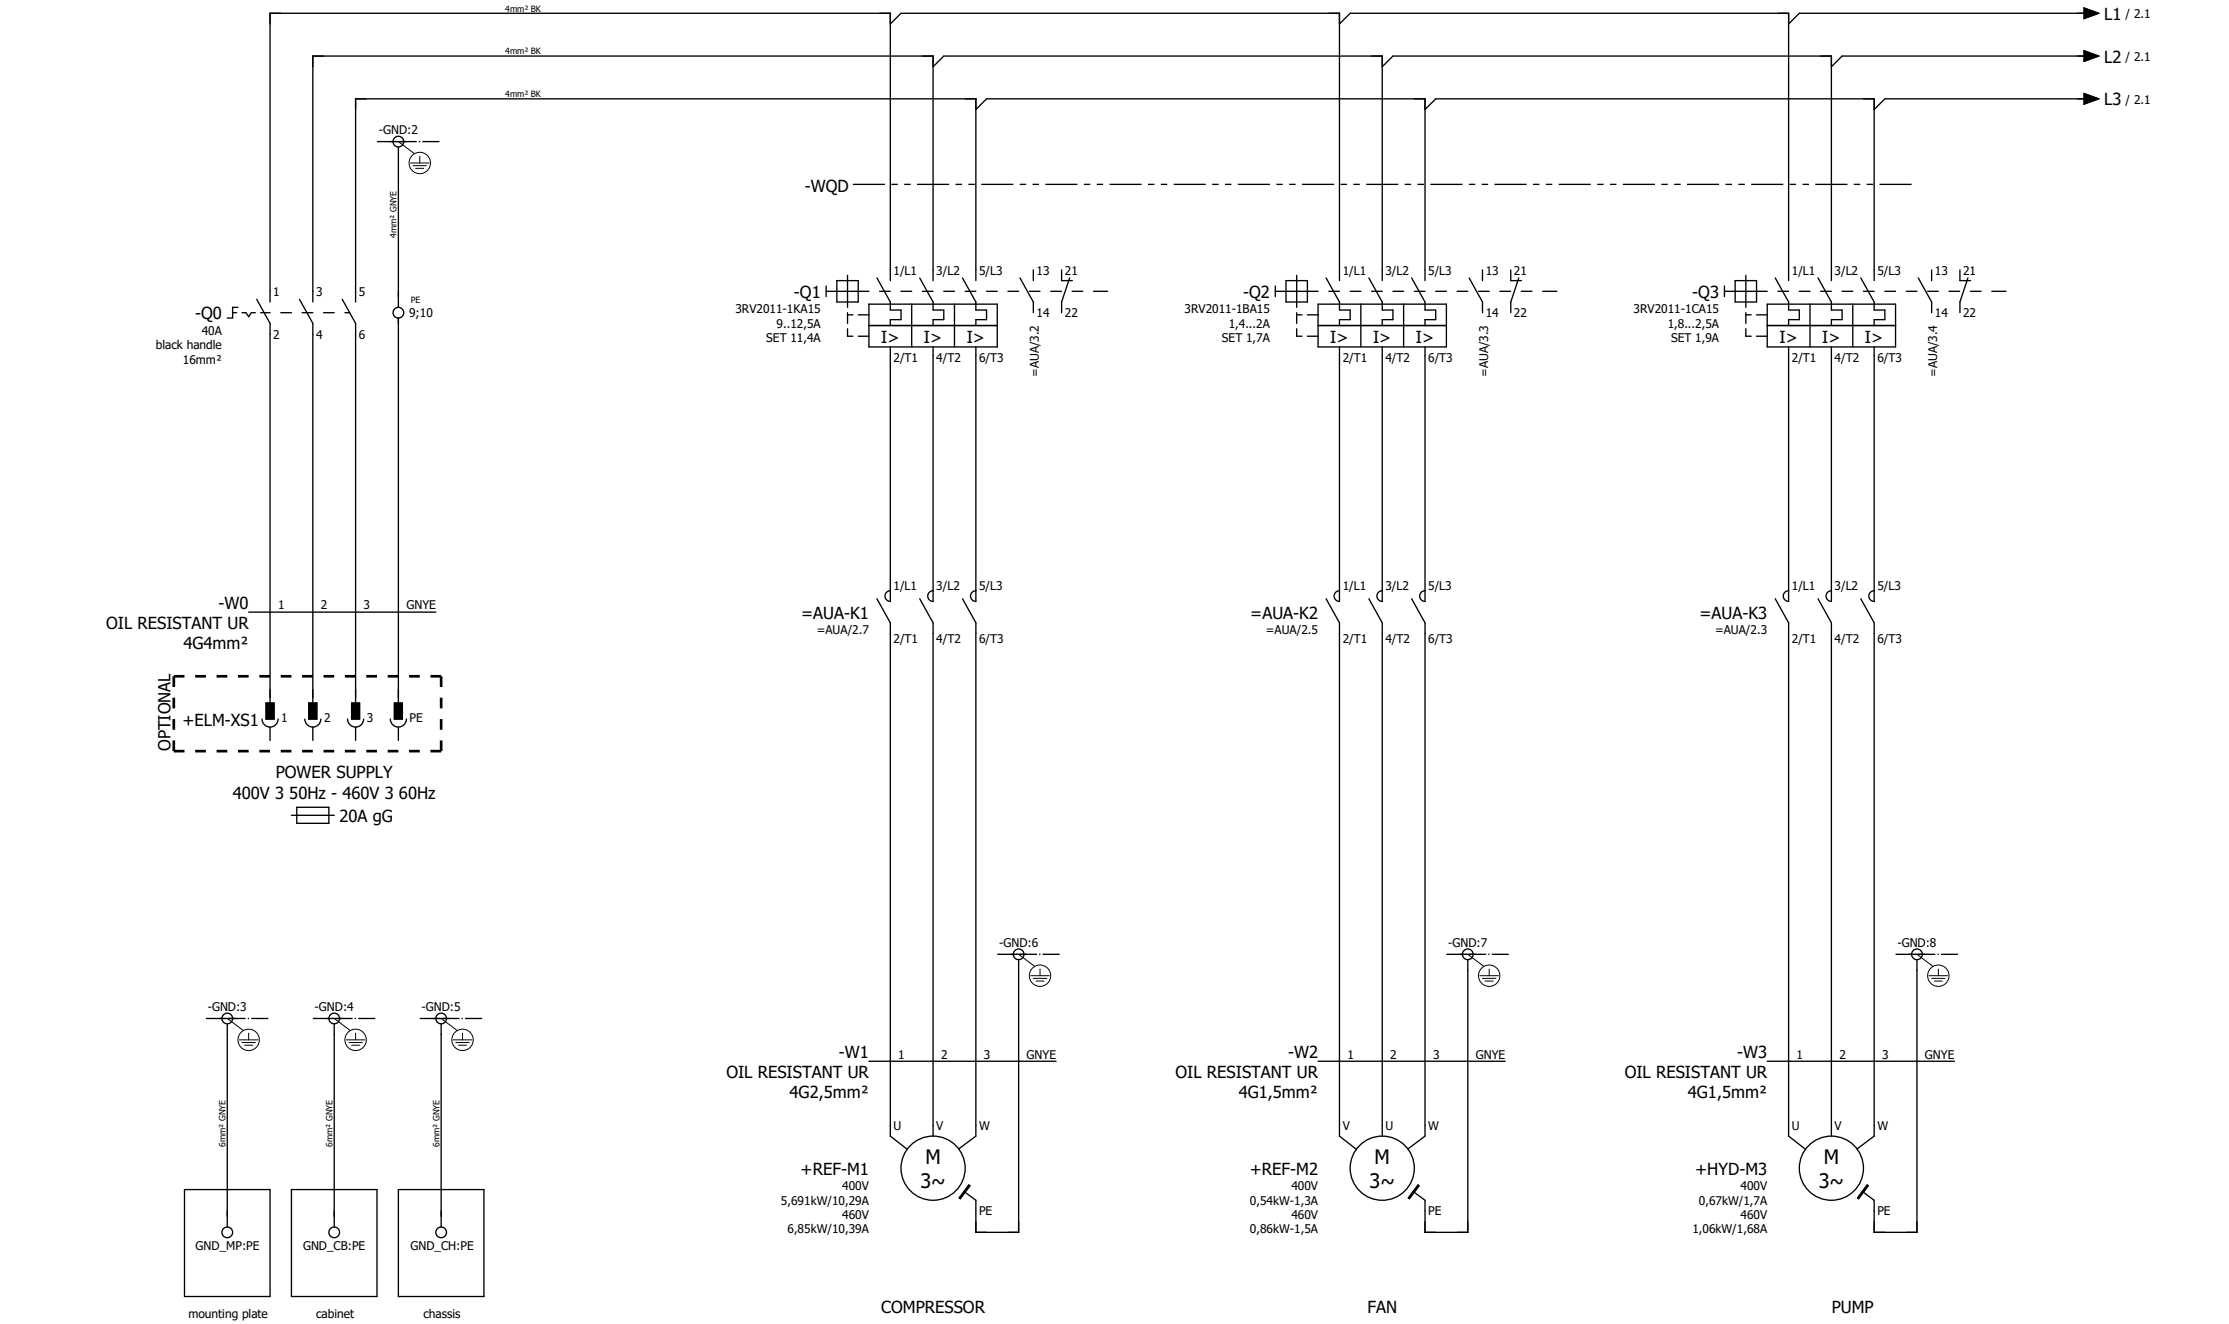 4mm² BK
L1 / 2.1
4mm² BK
L2 / 2.1
4mm² BK
L3 / 2.1
-GND:2
4mm² GNYE
-WQD
-Q0
40A
black handle
16mm²
1
3
5
2
4
6
PE
9;10
-Q1
3RV2011-1KA15
9..12,5A
SET 11,4A
1/L1
3/L2
5/L3
13
21
14
22
I>
I>
I>
2/T1
4/T2
6/T3
=AUA/3.2
-Q2
3RV2011-1BA15
1,4...2A
SET 1,7A
1/L1
3/L2
5/L3
13
21
14
22
I>
I>
I>
2/T1
4/T2
6/T3
=AUA/3.3
-Q3
3RV2011-1CA15
1,8...2,5A
SET 1,9A
1/L1
3/L2
5/L3
13
21
14
22
I>
I>
I>
2/T1
4/T2
6/T3
=AUA/3.4
-W0
OIL RESISTANT UR
4G4mm²
1
2
3
GNYE
=AUA-K1
=AUA/2.7
1/L1
3/L2
5/L3
2/T1
4/T2
6/T3
=AUA-K2
=AUA/2.5
1/L1
3/L2
5/L3
2/T1
4/T2
6/T3
=AUA-K3
=AUA/2.3
1/L1
3/L2
5/L3
2/T1
4/T2
6/T3
OPTIONAL
+ELM-XS1
1
2
3
PE
POWER SUPPLY
400V 3 50Hz - 460V 3 60Hz
20A gG
-GND:3
-GND:4
-GND:5
6mm² GNYE
6mm² GNYE
6mm² GNYE
GND_MP:PE
GND_CB:PE
GND_CH:PE
mounting plate
cabinet
chassis
-GND:6
-W1
OIL RESISTANT UR
4G2,5mm²
1
2
3
GNYE
U
V
W
M
3~
PE
+REF-M1
400V
5,691kW/10,29A
460V
6,85kW/10,39A
COMPRESSOR
-GND:7
-W2
OIL RESISTANT UR
4G1,5mm²
1
2
3
GNYE
V
U
W
M
3~
PE
+REF-M2
400V
0,54kW-1,3A
460V
0,86kW-1,5A
FAN
-GND:8
-W3
OIL RESISTANT UR
4G1,5mm²
1
2
3
GNYE
U
V
W
M
3~
PE
+HYD-M3
400V
0,67kW/1,7A
460V
1,06kW/1,68A
PUMP